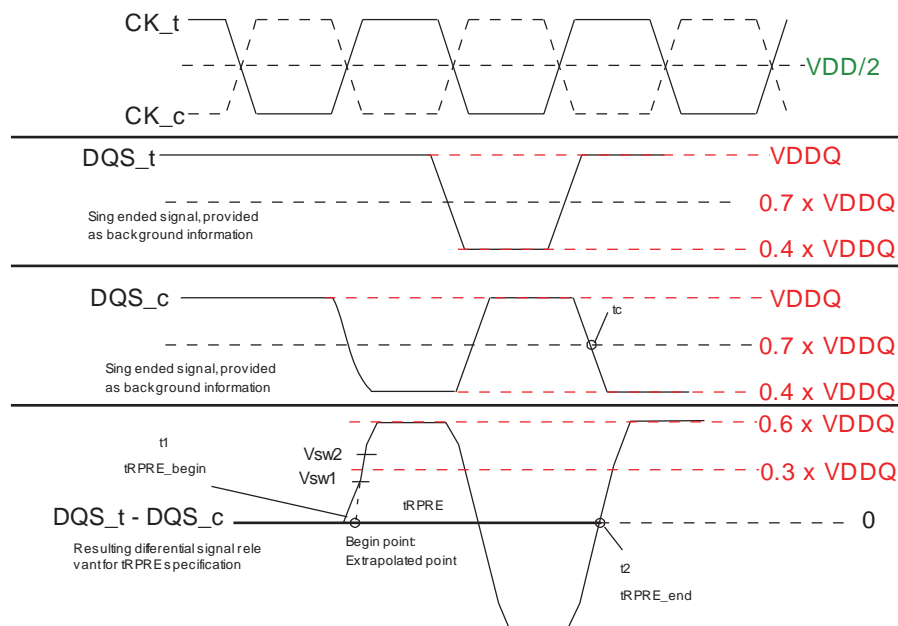 CK_t
VDD/2
CK_c
DQS_t
VDDQ
0.7 x VDDQ
Sing ended signal, provided
as background information
0.4 x VDDQ
DQS_c
VDDQ
tc
0.7 x VDDQ
Sing ended signal, provided
as background information
0.4 x VDDQ
0.6 x VDDQ
t1
tRPRE_begin
Vsw2
Vsw1
0.3 x VDDQ
tRPRE
DQS_t - DQS_c
0
Resulting differential signal rele
vant for tRPRE specification
Begin point:
Extrapolated point
t2
tRPRE_end